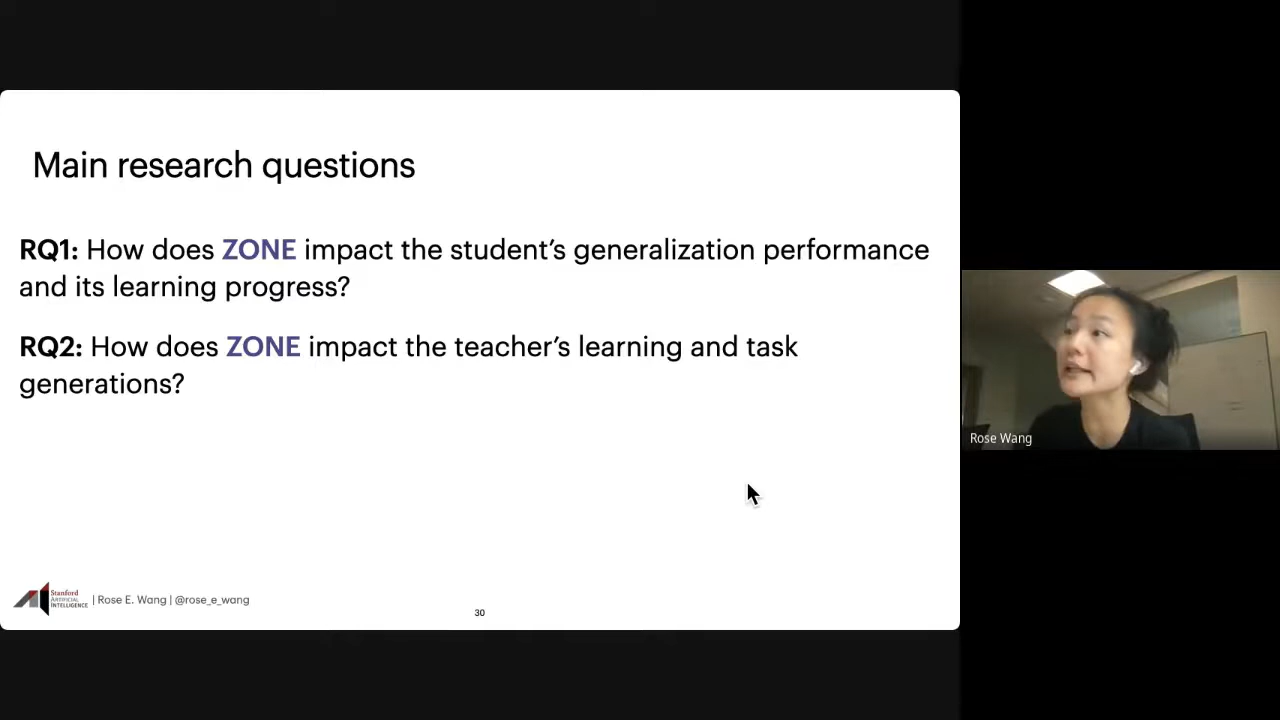 Main research questions
RQ1: How does ZONE impact the student's generalization performance
and its learning progress?
RQ2: How does ZONE impact the teacher's learning and task
generations?
Rose Wang
Stanford
ARTIFICIAL
INTELLIGENCE
| Rose E. Wang | @rose_e_wang
30